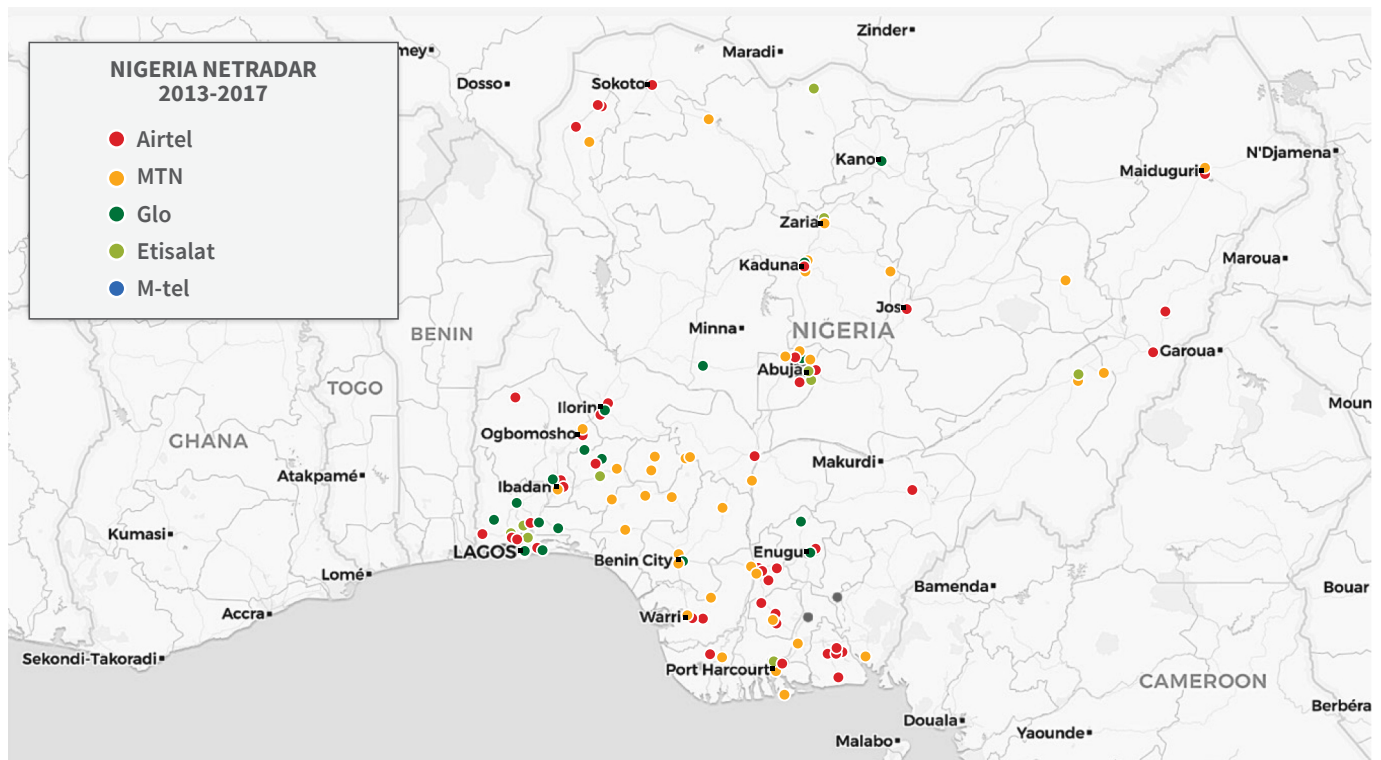 NIGERIA NETRADAR
2013-2017
Airtel
MTN
Glo
Etisalat
M-tel
mey
Zinder
Maradi
Dosso
Sokoto
Kano
N'Djamena
Maiduguri
Zaria
Maroua
Kaduna
Jos
Minna
NIGERIA
BENIN
Garoua
Abuja
TOGO
Moun
Ilorin
Ogbomosho
GHANA
Makurdi
Atakpamé
Ibadan
Kumasi
LAGOS
Enugu
Benin City
Lomé
Bamenda
Bouar
Accra
Warri
Sekondi-Takoradi
Port Harcourt
CAMEROON
Berbéra
Douala
Yaounde
Malabo